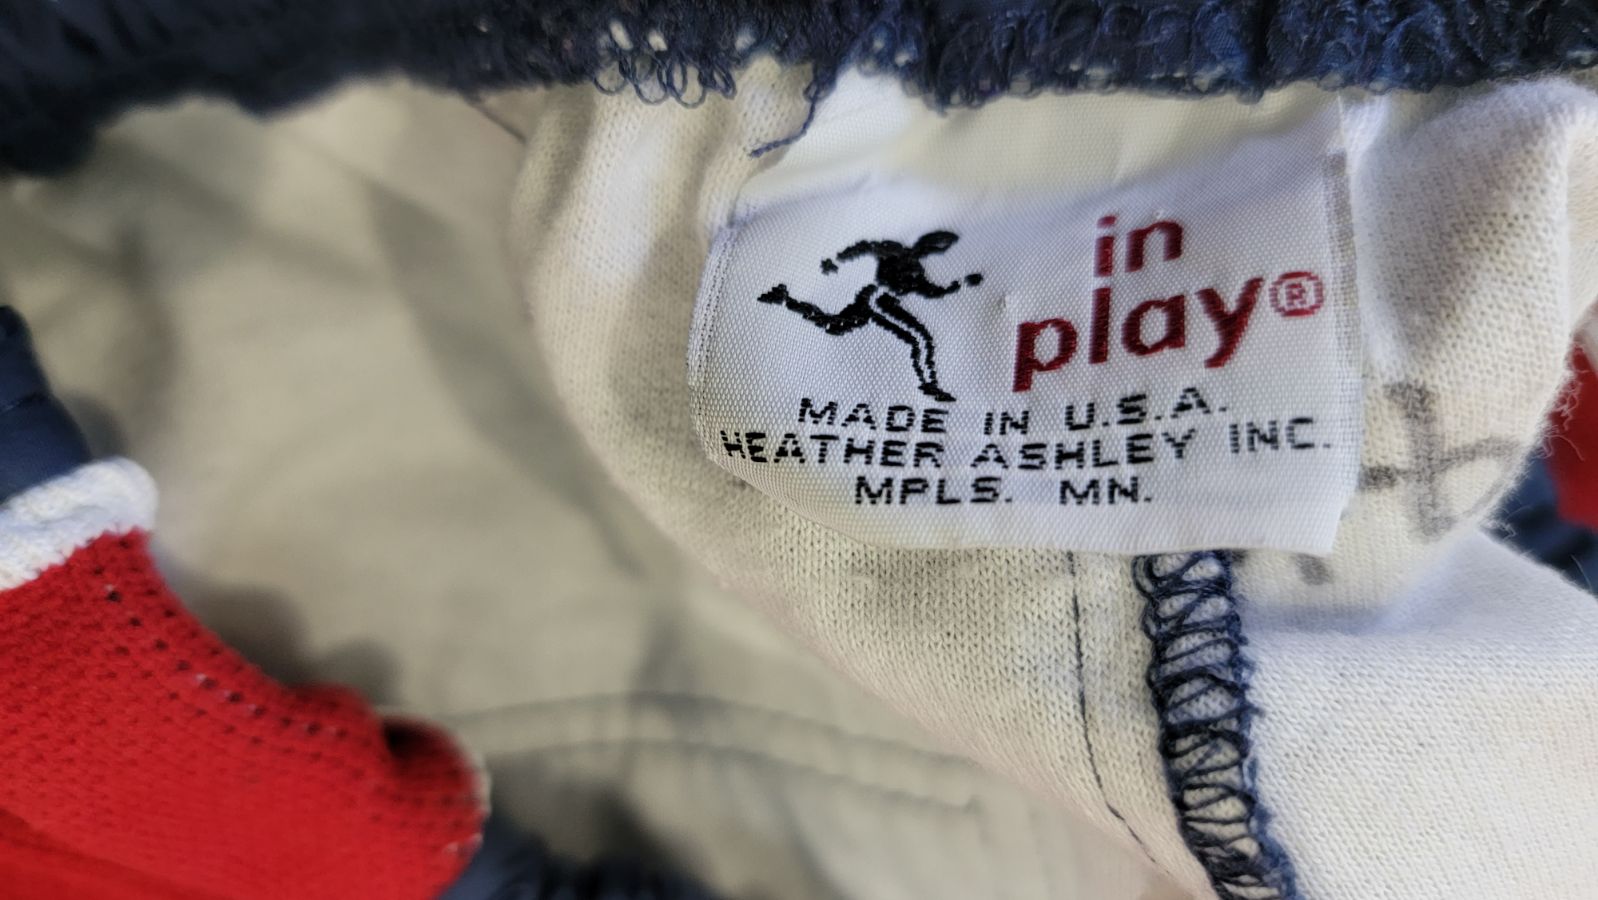 in
play®
MADE IN U.S.A.
HEATHER ASHLEY INC.
MPLS. MN.